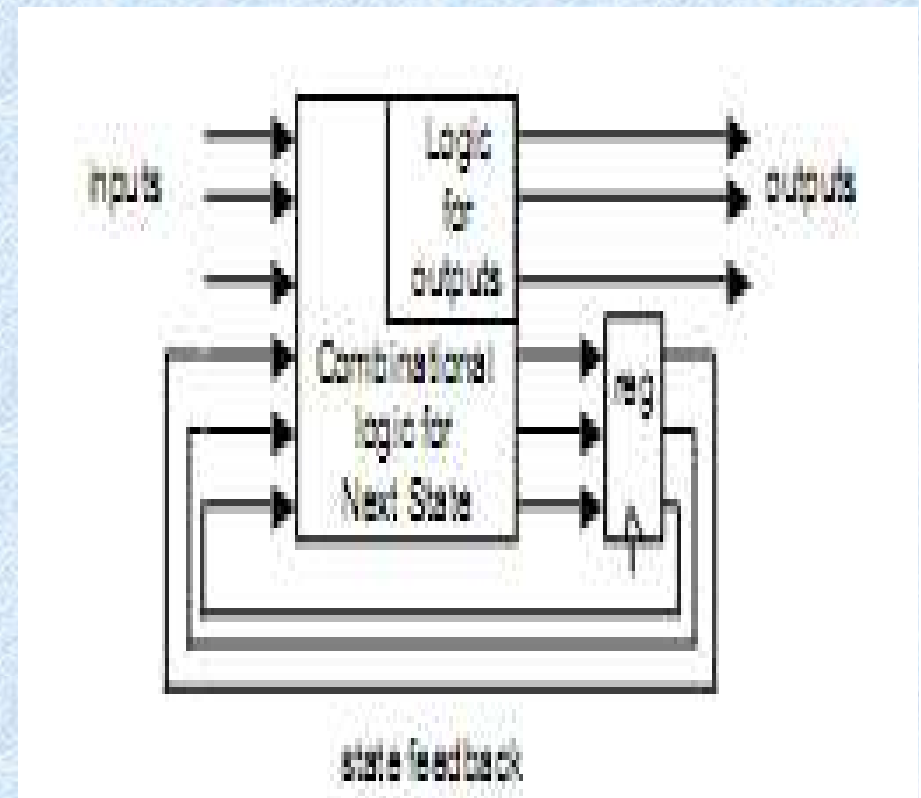 inputs
Logic
for
outputs
outputs
Combinational
logic for
Next State
reg
state feedback